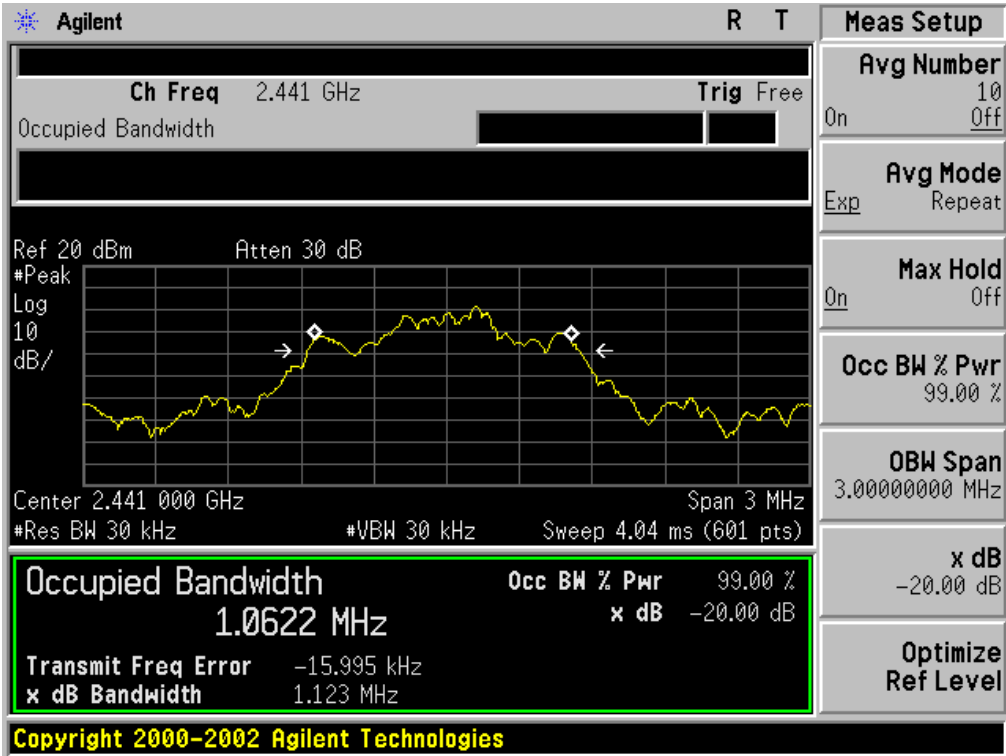 Agilent R T
Ch Freq 2.441 GHz Trig Free
Occupied Bandwidth
Ref 20 dBm Atten 30 dB
#Peak
Log
10
dB/
Center 2.441 000 GHz Span 3 MHz
#Res BW 30 kHz #VBW 30 kHz Sweep 4.04 ms (601 pts)
Occupied Bandwidth
1.0622 MHz
Occ BW % Pwr 99.00 %
x dB -20.00 dB
Transmit Freq Error -15.995 kHz
x dB Bandwidth 1.123 MHz
Copyright 2000-2002 Agilent Technologies
Meas Setup
Avg Number
10
On Off
Avg Mode
Exp Repeat
Max Hold
On Off
Occ BW % Pwr
99.00 %
OBW Span
3.00000000 MHz
x dB
-20.00 dB
Optimize
Ref Level